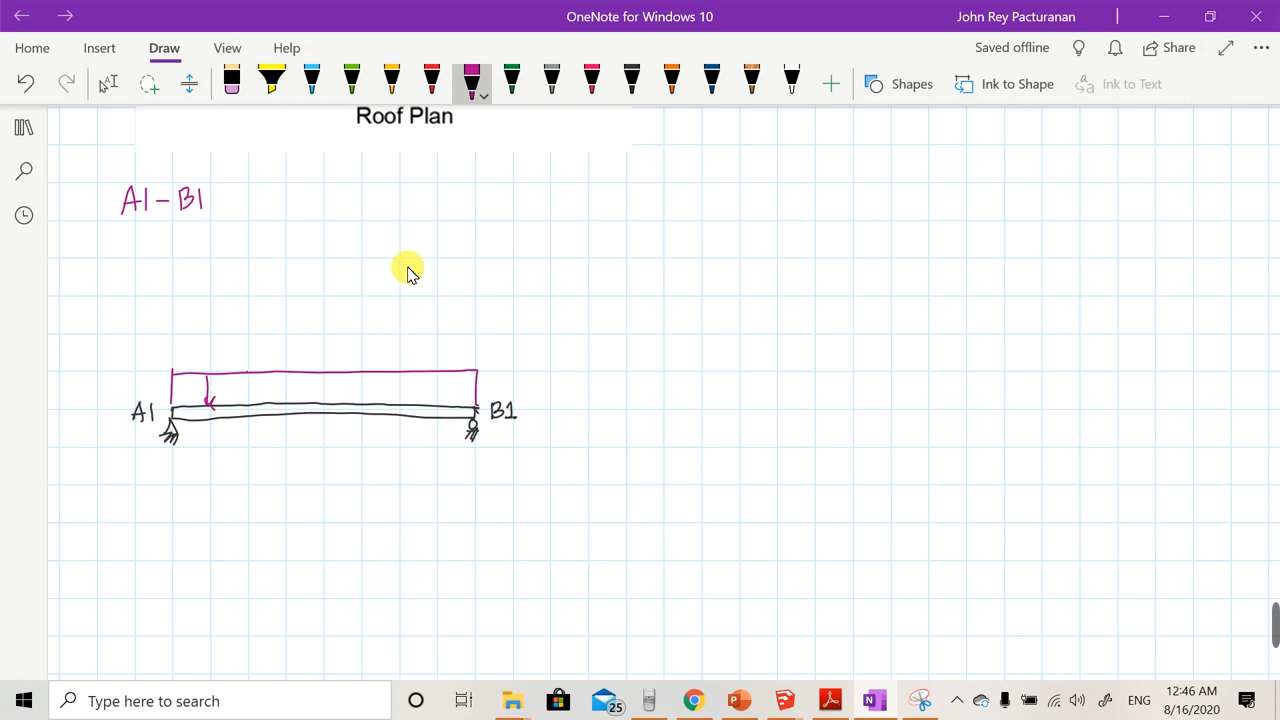 OneNote for Windows 10
John Rey Pacturanan
Home Insert Draw View Help
Saved offline
Share
Shapes
Ink to Shape
Ink to Text
Roof Plan
A1 - B1
A1
B1
Type here to search
25
ENG
12:46 AM
8/16/2020